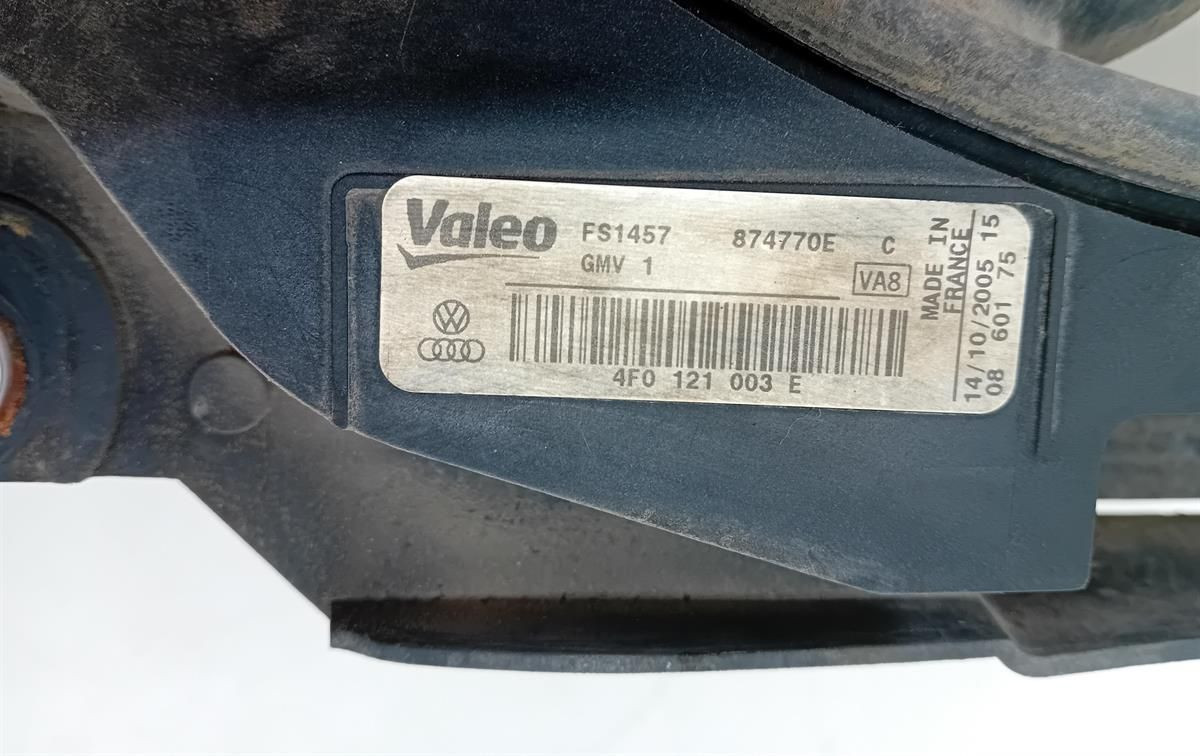 Valeo FS1457 874770E C
GMV 1 VA8
4F0 121 003 E
MADE IN
FRANCE
14/10/2005 15
08 601 75